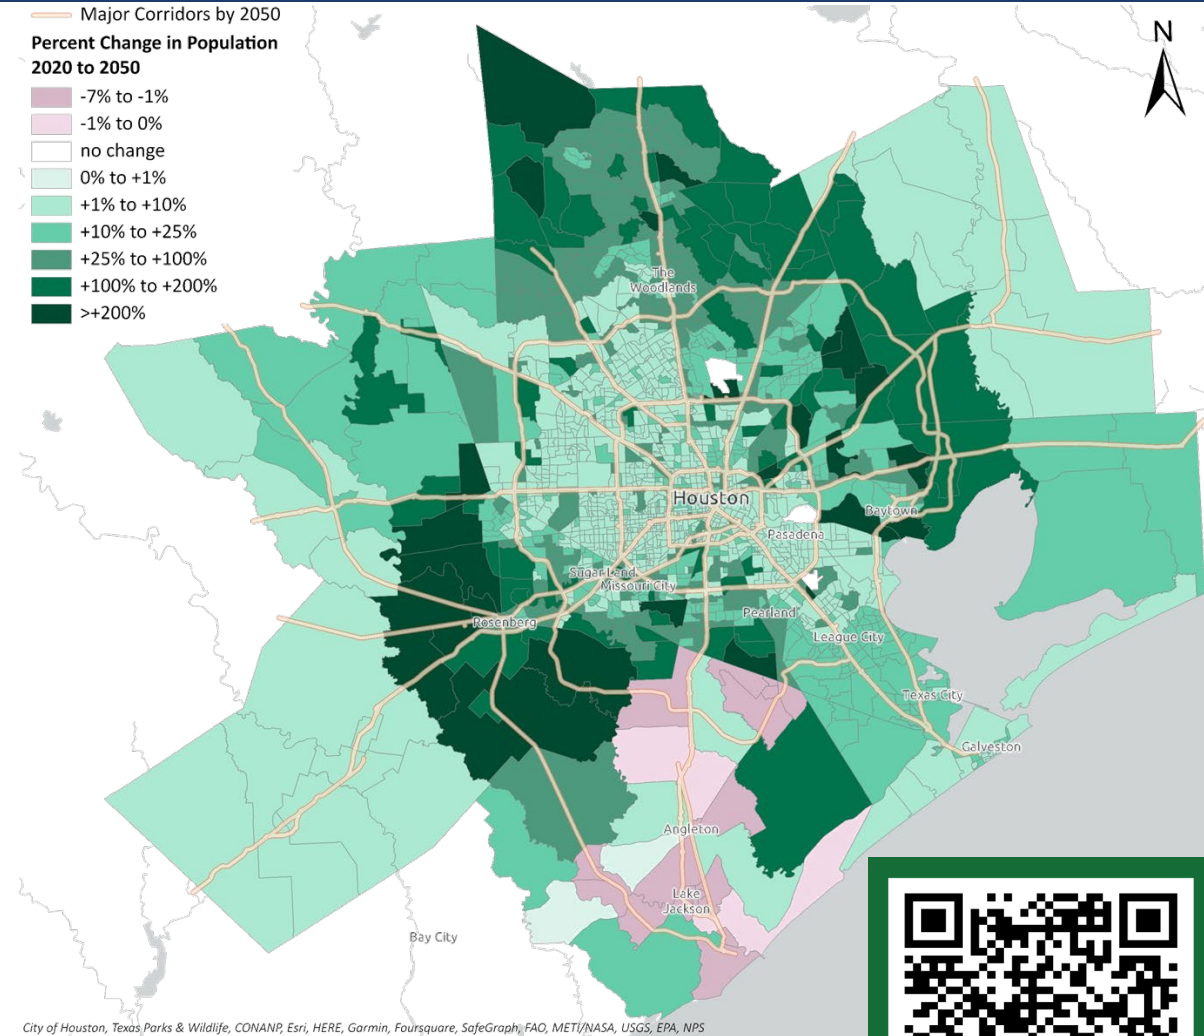 Major Corridors by 2050
Percent Change in Population
2020 to 2050
-7% to -1%
-1% to 0%
no change
0% to +1%
+1% to +10%
+10% to +25%
+25% to +100%
+100% to +200%
>+200%
N
The
Woodlands
Houston
Baytown
Pasadena
Sugar Land
Missouri City
Pearland
Rosenberg
League City
Texas City
Galveston
Angleton
Lake
Jackson
Bay City
City of Houston, Texas Parks & Wildlife, CONANP, Esri, HERE, Garmin, Foursquare, SafeGraph, FAO, METI/NASA, USGS, EPA, NPS